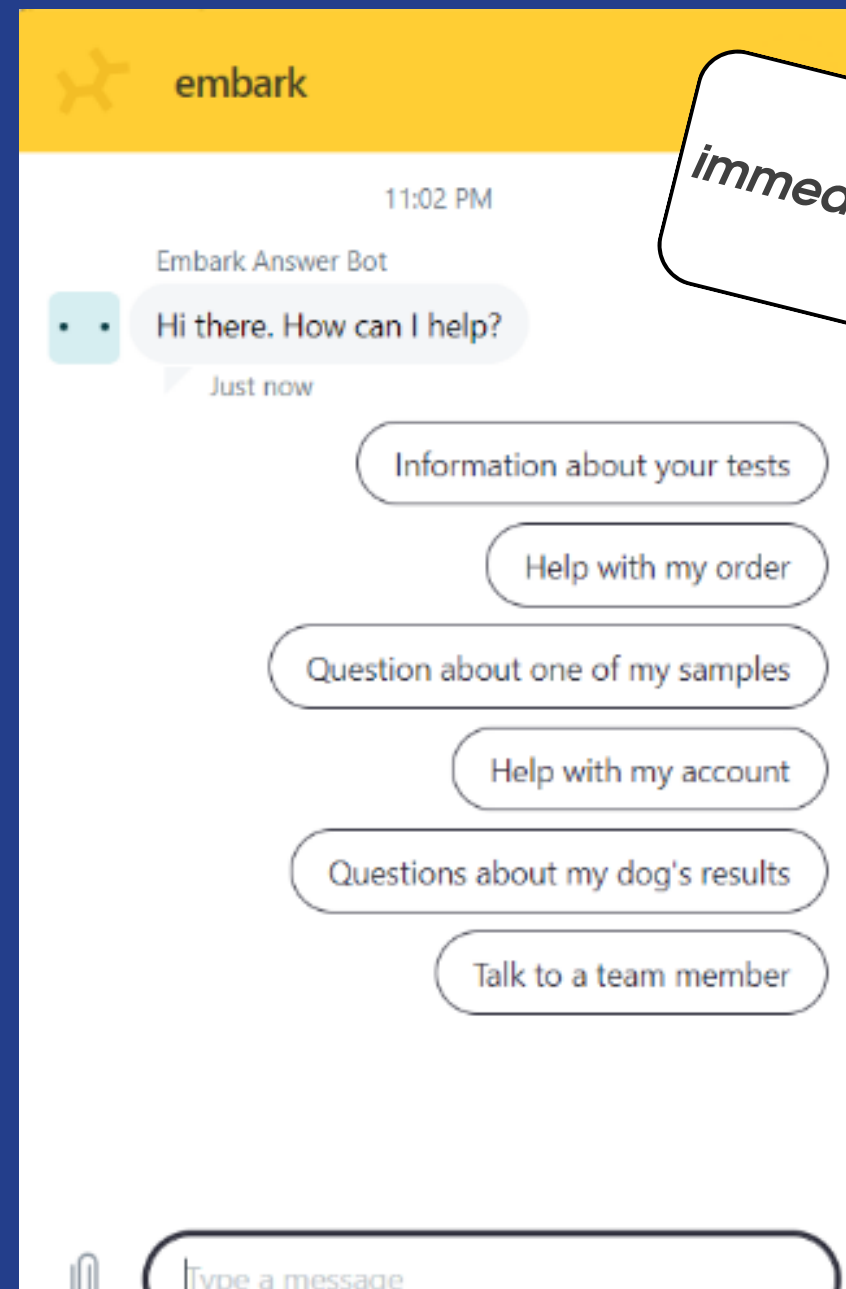 embark
11:02 PM
Embark Answer Bot
Hi there. How can I help?
Just now
Information about your tests
Help with my order
Question about one of my samples
Help with my account
Questions about my dog's results
Talk to a team member
Type a message